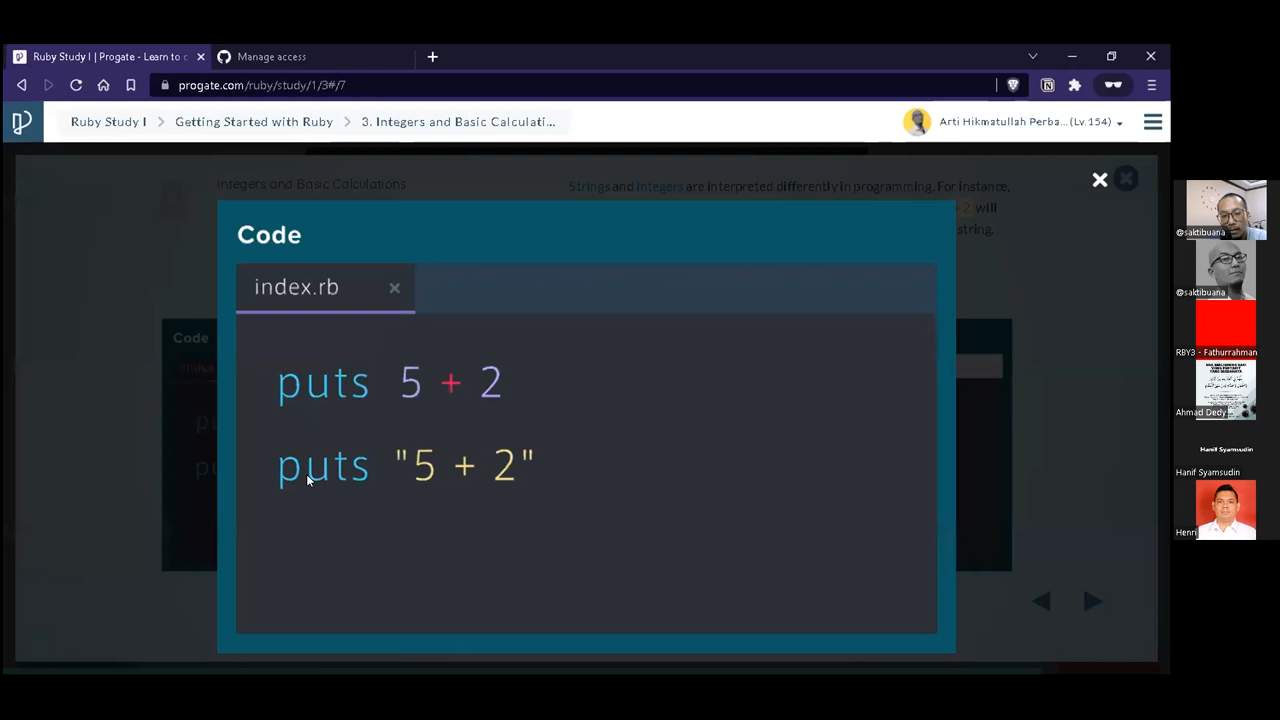 Ruby Study I | Progate - Learn to c
Manage access
progate.com/ruby/study/1/3#/7
Ruby Study I
Getting Started with Ruby
3. Integers and Basic Calculati...
Arti Hikmatullah Perba...(Lv.154)
Integers and Basic Calculations
Strings and integers are interpreted differently in programming. For instance,
+ 2 will
string.
Code
index.rb
puts 5 + 2
puts "5 + 2"
Code
pu
pu
@saktibuana
@saktibuana
RBY3 - Fathurrahman
Ahmad Dedy
Hanif Syamsudin
Hanif Syamsudin
Henri